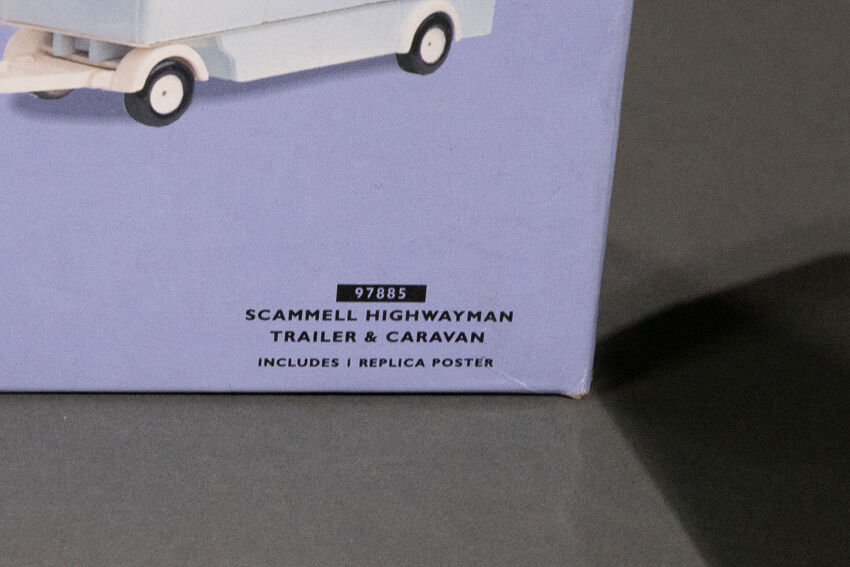 97885
SCAMMELL HIGHWAYMAN
TRAILER & CARAVAN
INCLUDES 1 REPLICA POSTER